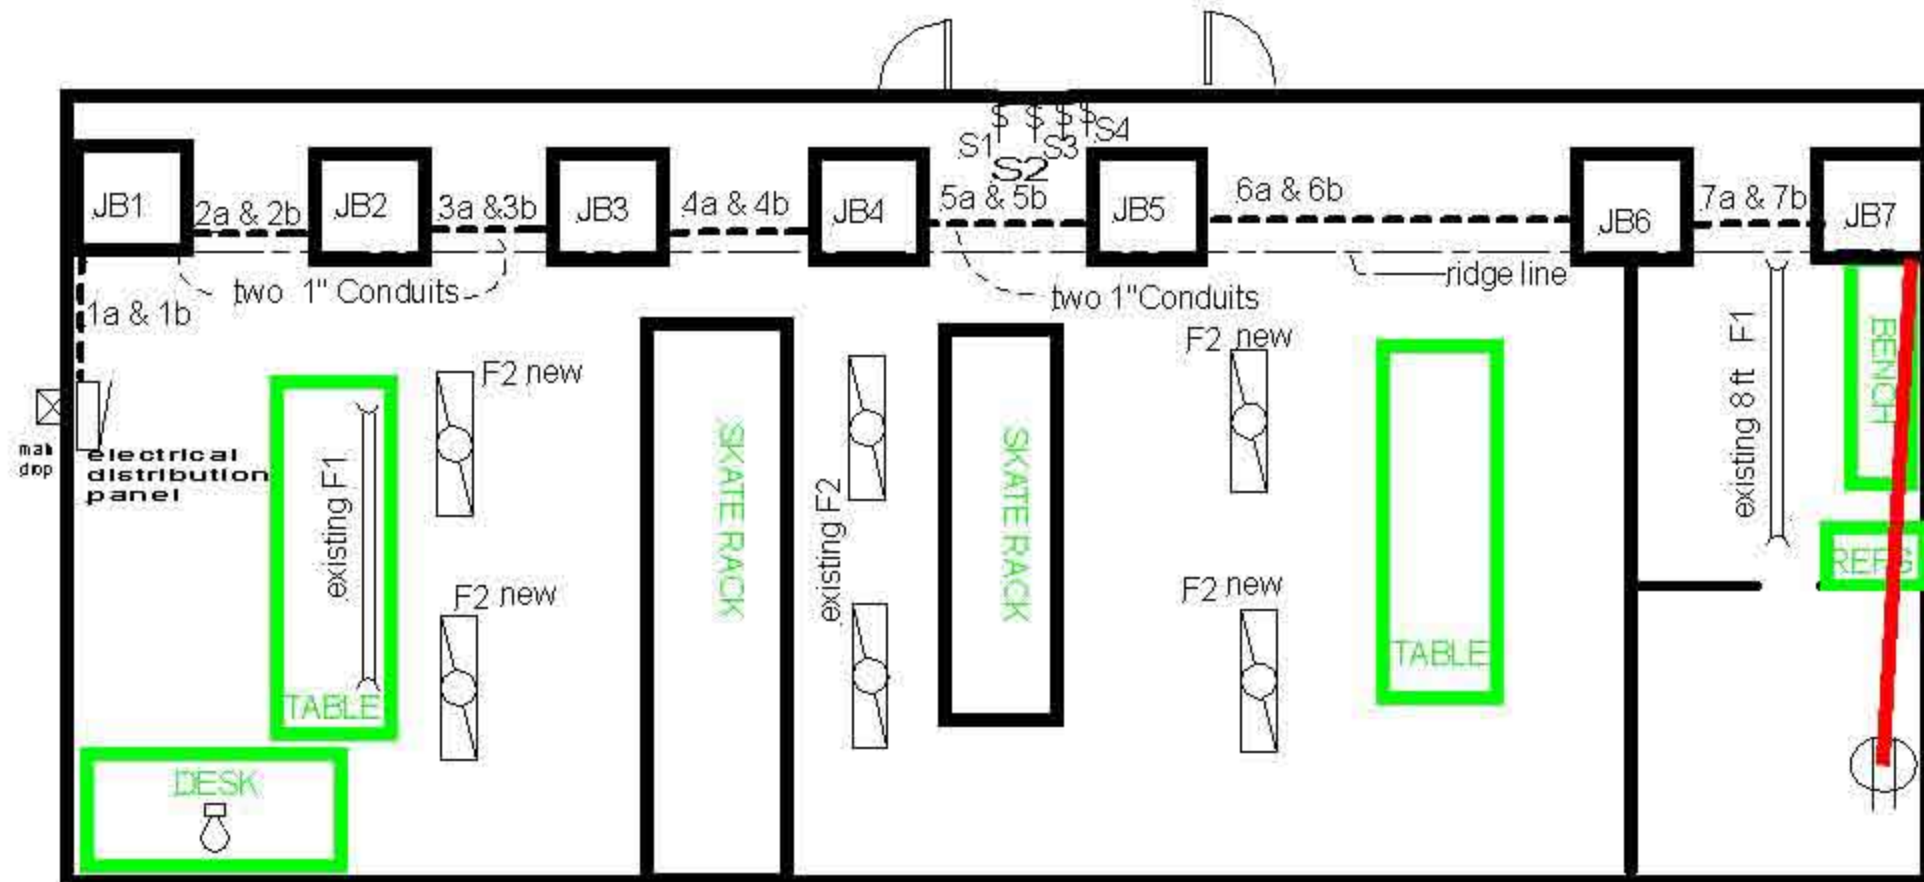 $ $ $ $
S1 S2 S3 S4
JB1
2a & 2b
JB2
3a &3b
JB3
4a & 4b
JB4
5a & 5b
JB5
6a & 6b
JB6
7a & 7b
JB7
two 1" Conduits
two 1"Conduits
ridge line
1a & 1b
F2 new
F2 new
existing 8ft F1
BENCH
main
drop
electrical
distribution
panel
existing F1
TABLE
SKATE RACK
existing F2
SKATE RACK
F2 new
F2 new
TABLE
REFG
DESK